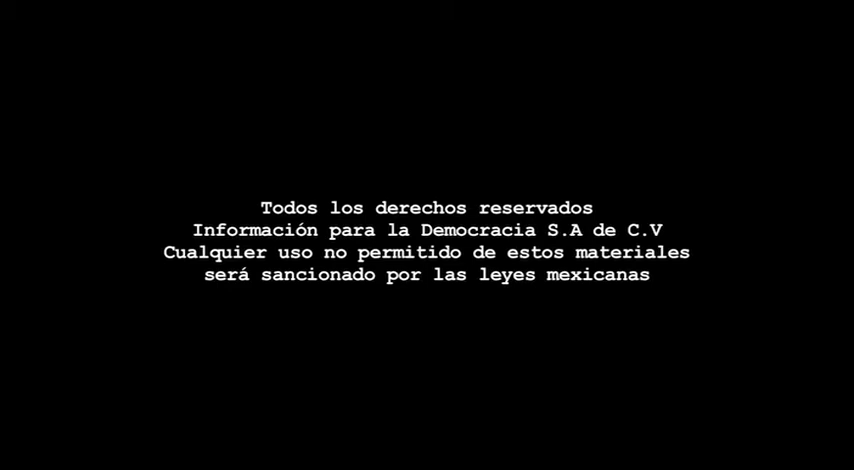 Todos los derechos reservados
Información para la Democracia S.A de C.V
Cualquier uso no permitido de estos materiales
será sancionado por las leyes mexicanas